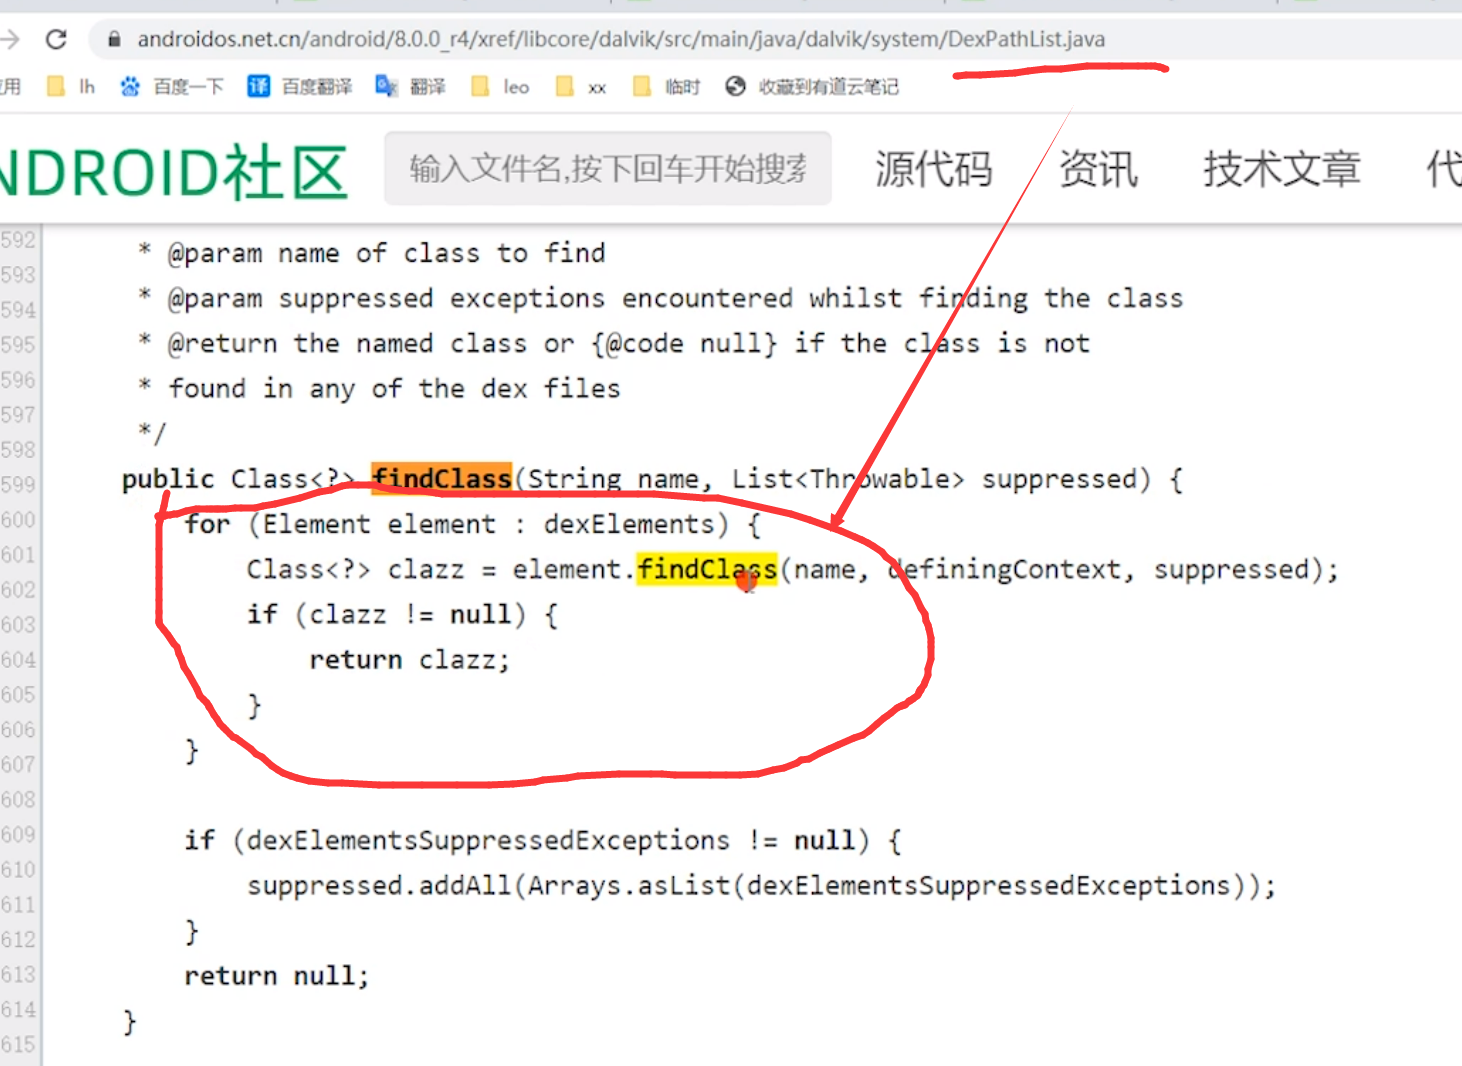 androidos.net.cn/android/8.0.0_r4/xref/libcore/dalvik/src/main/java/dalvik/system/DexPathList.java
应用 lh 百度一下 译 百度翻译 翻译 leo xx 临时 收藏到有道云笔记
NDROID社区 输入文件名,按下回车开始搜索 源代码 资讯 技术文章 代
592 * @param name of class to find
593 * @param suppressed exceptions encountered whilst finding the class
594
595 * @return the named class or {@code null} if the class is not
596 * found in any of the dex files
597
598 */
599 public Class<?> findClass(String name, List<Throwable> suppressed) {
600 for (Element element : dexElements) {
601 Class<?> clazz = element.findClass(name, definingContext, suppressed);
602
603 if (clazz != null) {
604 return clazz;
605 }
606 }
607
608
609 if (dexElementsSuppressedExceptions != null) {
610 suppressed.addAll(Arrays.asList(dexElementsSuppressedExceptions));
611
612 }
613 return null;
614 }
615